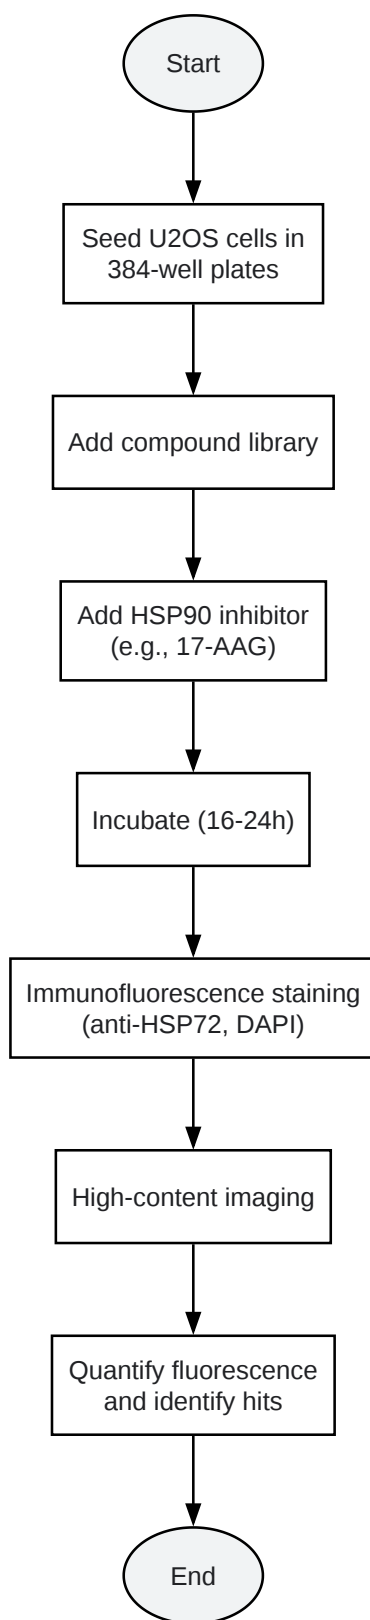 Start
Seed U2OS cells in
384-well plates
Add compound library
Add HSP90 inhibitor
(e.g., 17-AAG)
Incubate (16-24h)
Immunofluorescence staining
(anti-HSP72, DAPI)
High-content imaging
Quantify fluorescence
and identify hits
End